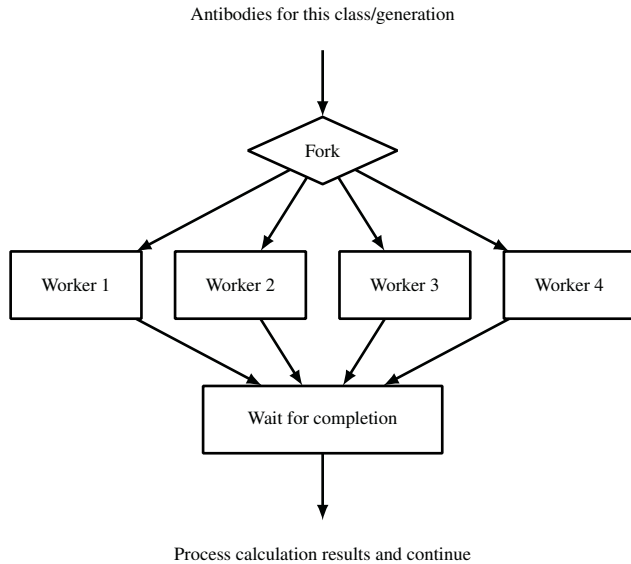 Antibodies for this class/generation
Fork
Worker 1
Worker 2
Worker 3
Worker 4
Wait for completion
Process calculation results and continue